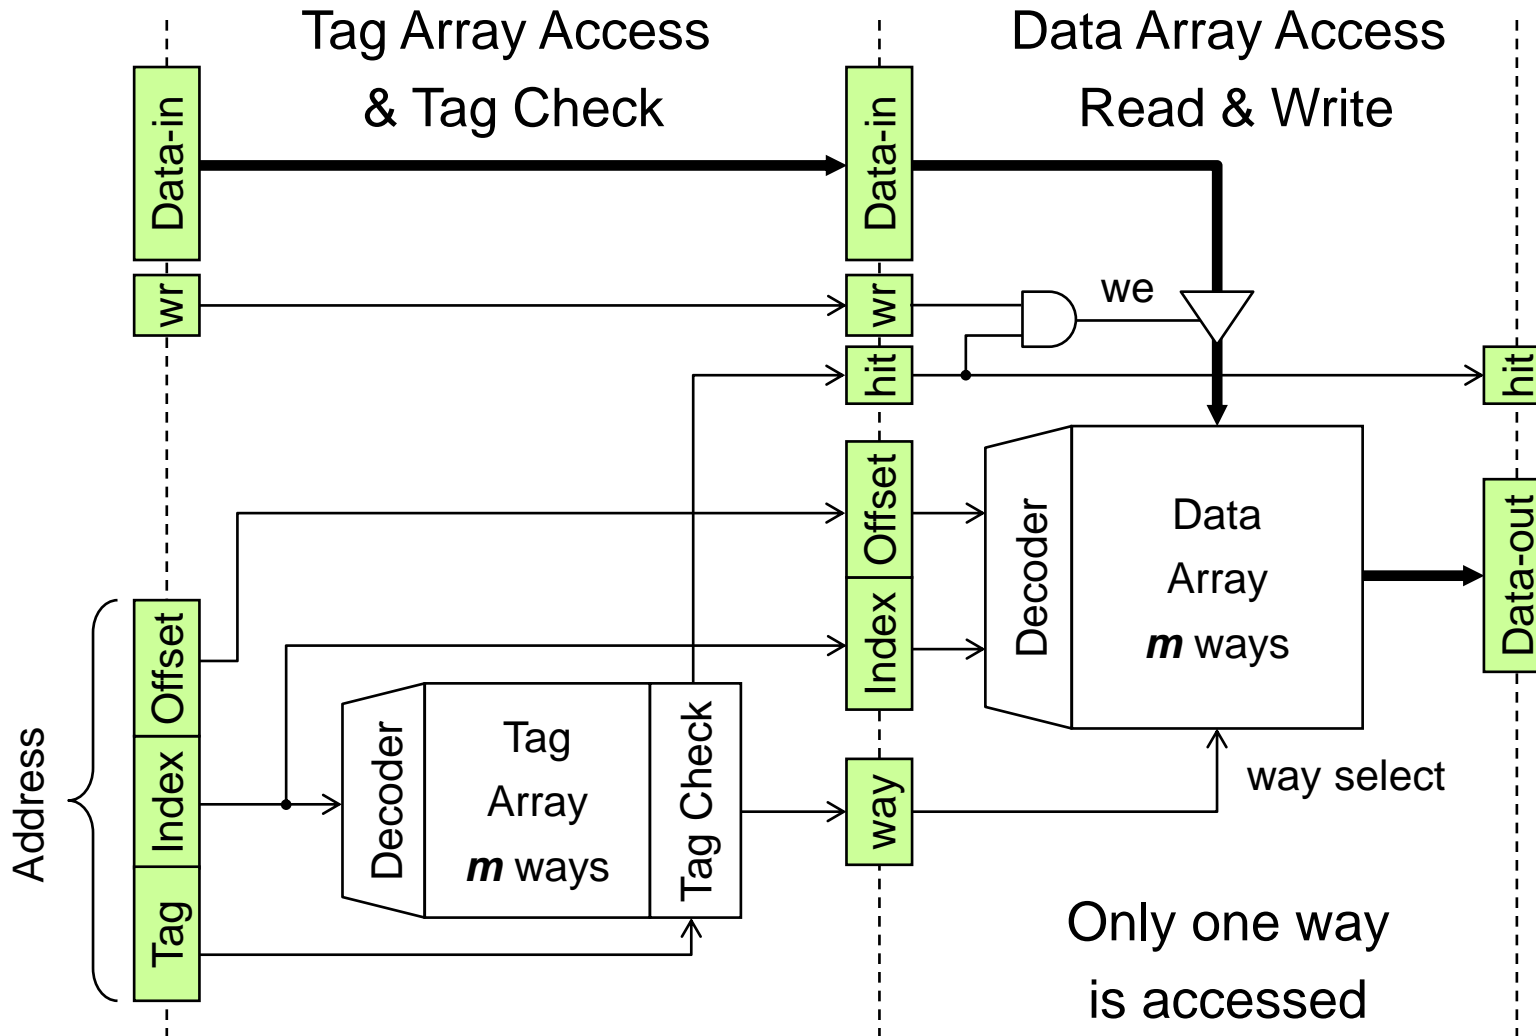 Tag Array Access
& Tag Check
Data Array Access
Read & Write
Data-in
wr
Data-in
wr
hit
we
hit
Offset
Index
Decoder
Data
Array
m ways
Data-out
Address
Offset
Index
Tag
Decoder
Tag
Array
m ways
Tag Check
way
way select
Only one way
is accessed